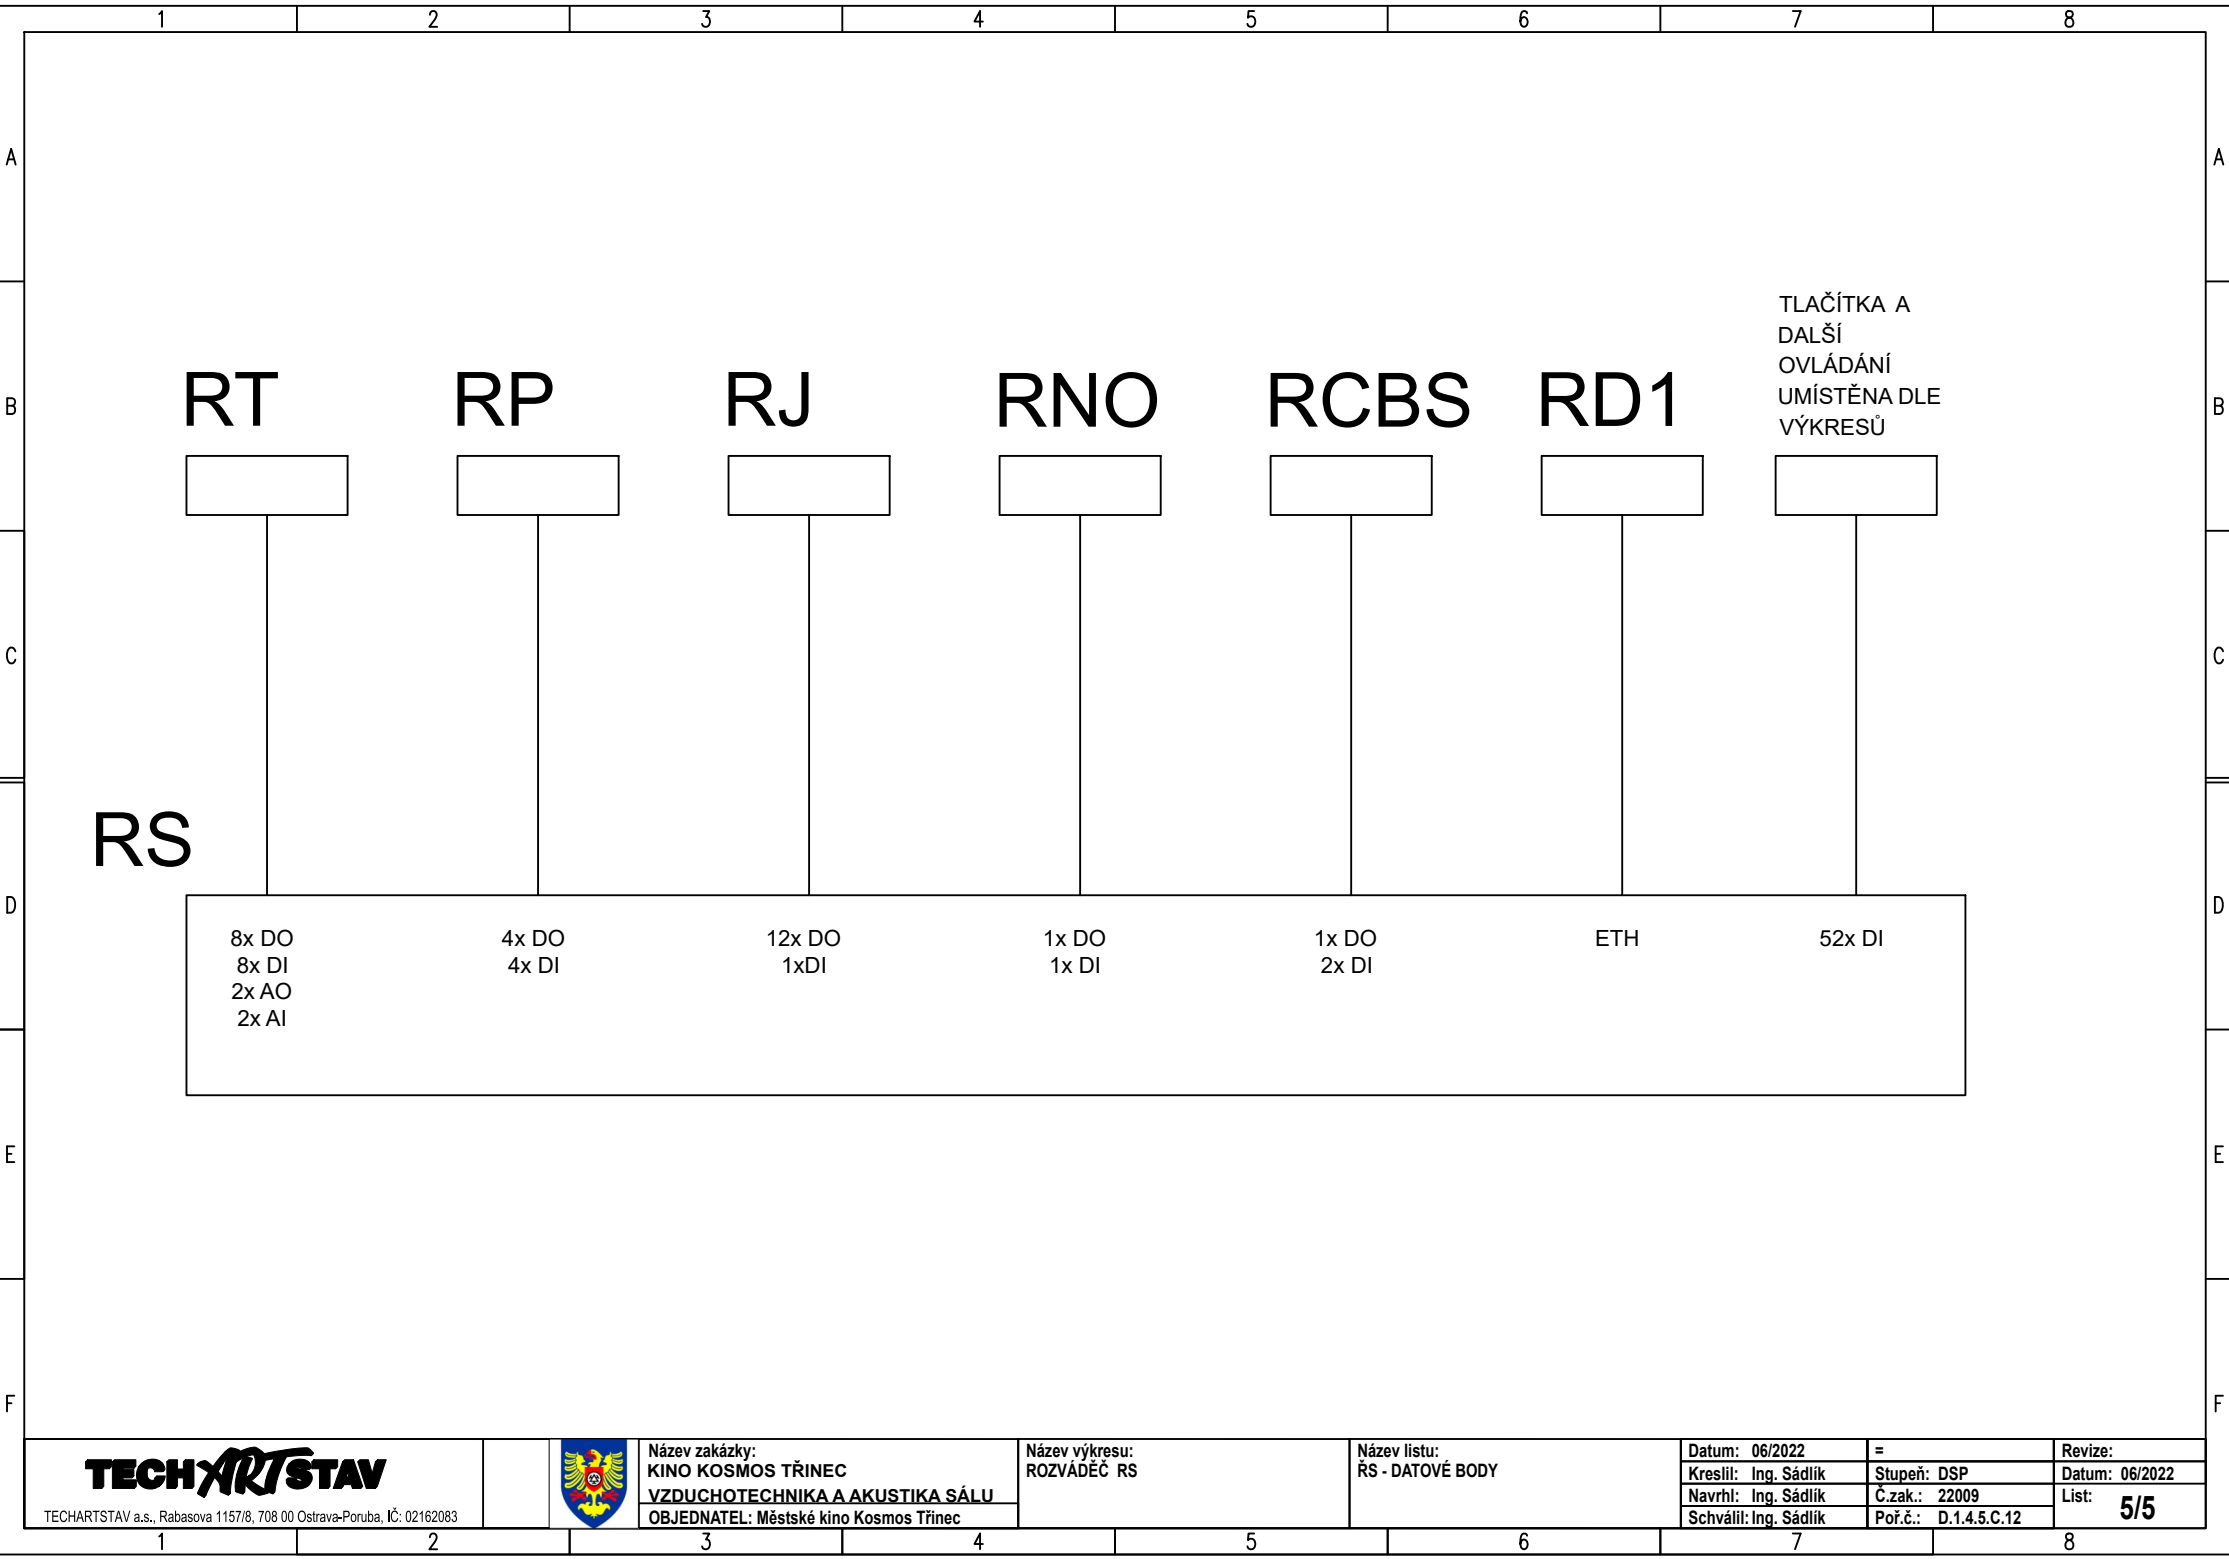 1 2 3 4 5 6 7 8
A A
TLAČÍTKA A
DALŠÍ
OVLÁDÁNÍ
UMÍSTĚNA DLE
VÝKRESŮ
RT RP RJ RNO RCBS RD1
B B
C C
RS
D D
8x DO 4x DO 12x DO 1x DO 1x DO ETH 52x DI
8x DI 4x DI 1xDI 1x DI 2x DI
2x AO
2x AI
E E
F F
TECHARTSTAV
TECHARTSTAV a.s., Rabasova 1157/8, 708 00 Ostrava-Poruba, IČ: 02162083
Název zakázky:
KINO KOSMOS TŘINEC
VZDUCHOTECHNIKA A AKUSTIKA SÁLU
OBJEDNATEL: Městské kino Kosmos Třinec
Název výkresu:
ROZVÁDĚČ RS
Název listu:
ŘS - DATOVÉ BODY
Datum: 06/2022 = Revize:
Kreslil: Ing. Sádlík Stupeň: DSP Datum: 06/2022
Navrhl: Ing. Sádlík Č.zak.: 22009 List: 5/5
Schválil: Ing. Sádlík Poř.č.: D.1.4.5.C.12
1 2 3 4 5 6 7 8